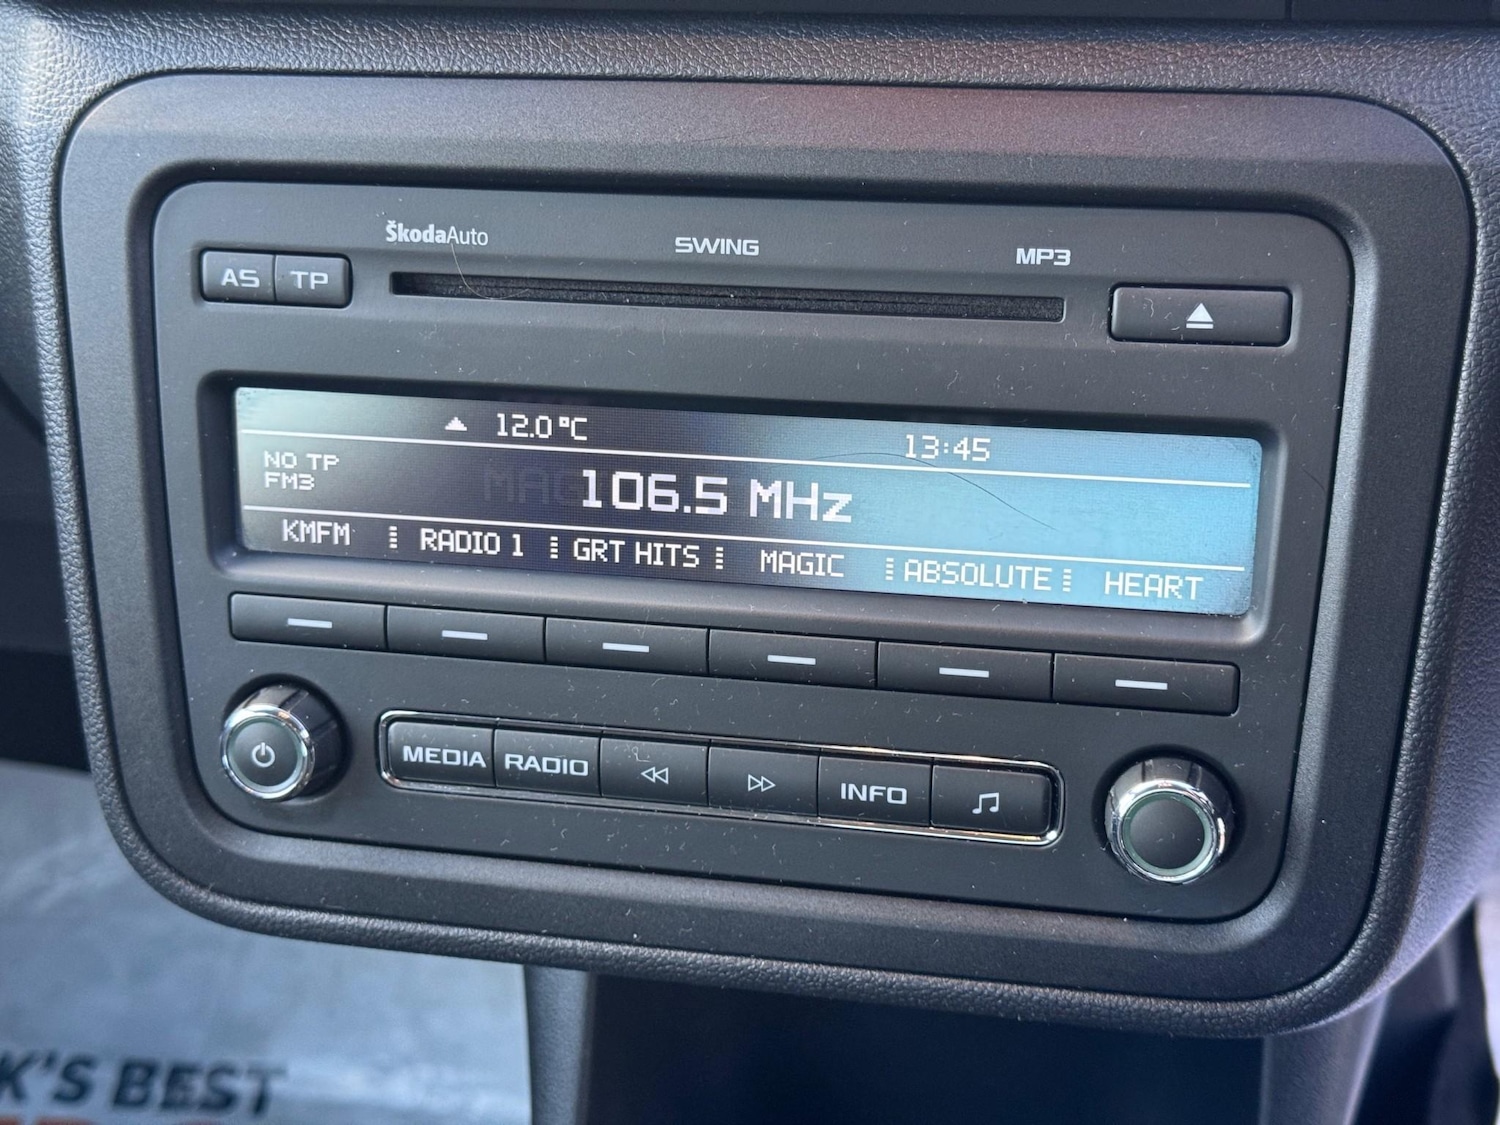 ŠkodaAuto SWING MP3
AS TP
12.0 °C 13:45
NO TP
FM3
106.5 MHz
KMFM RADIO 1 GRT HITS MAGIC ABSOLUTE HEART
MEDIA RADIO INFO
K'S BEST